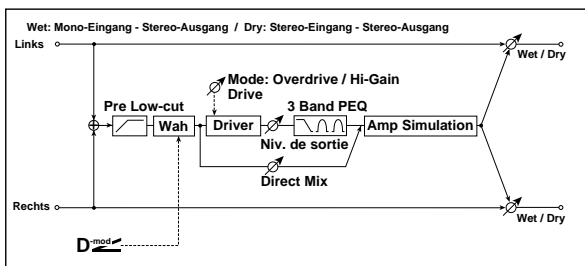 Wet: Mono-Eingang - Stereo-Ausgang / Dry: Stereo-Eingang - Stereo-Ausgang
Links
Wet / Dry
Mode: Overdrive / Hi-Gain
Drive
Pre Low-cut
3 Band PEQ
Wah
Driver
Amp Simulation
Niv. de sortie
Direct Mix
Rechts
Wet / Dry
D-mod